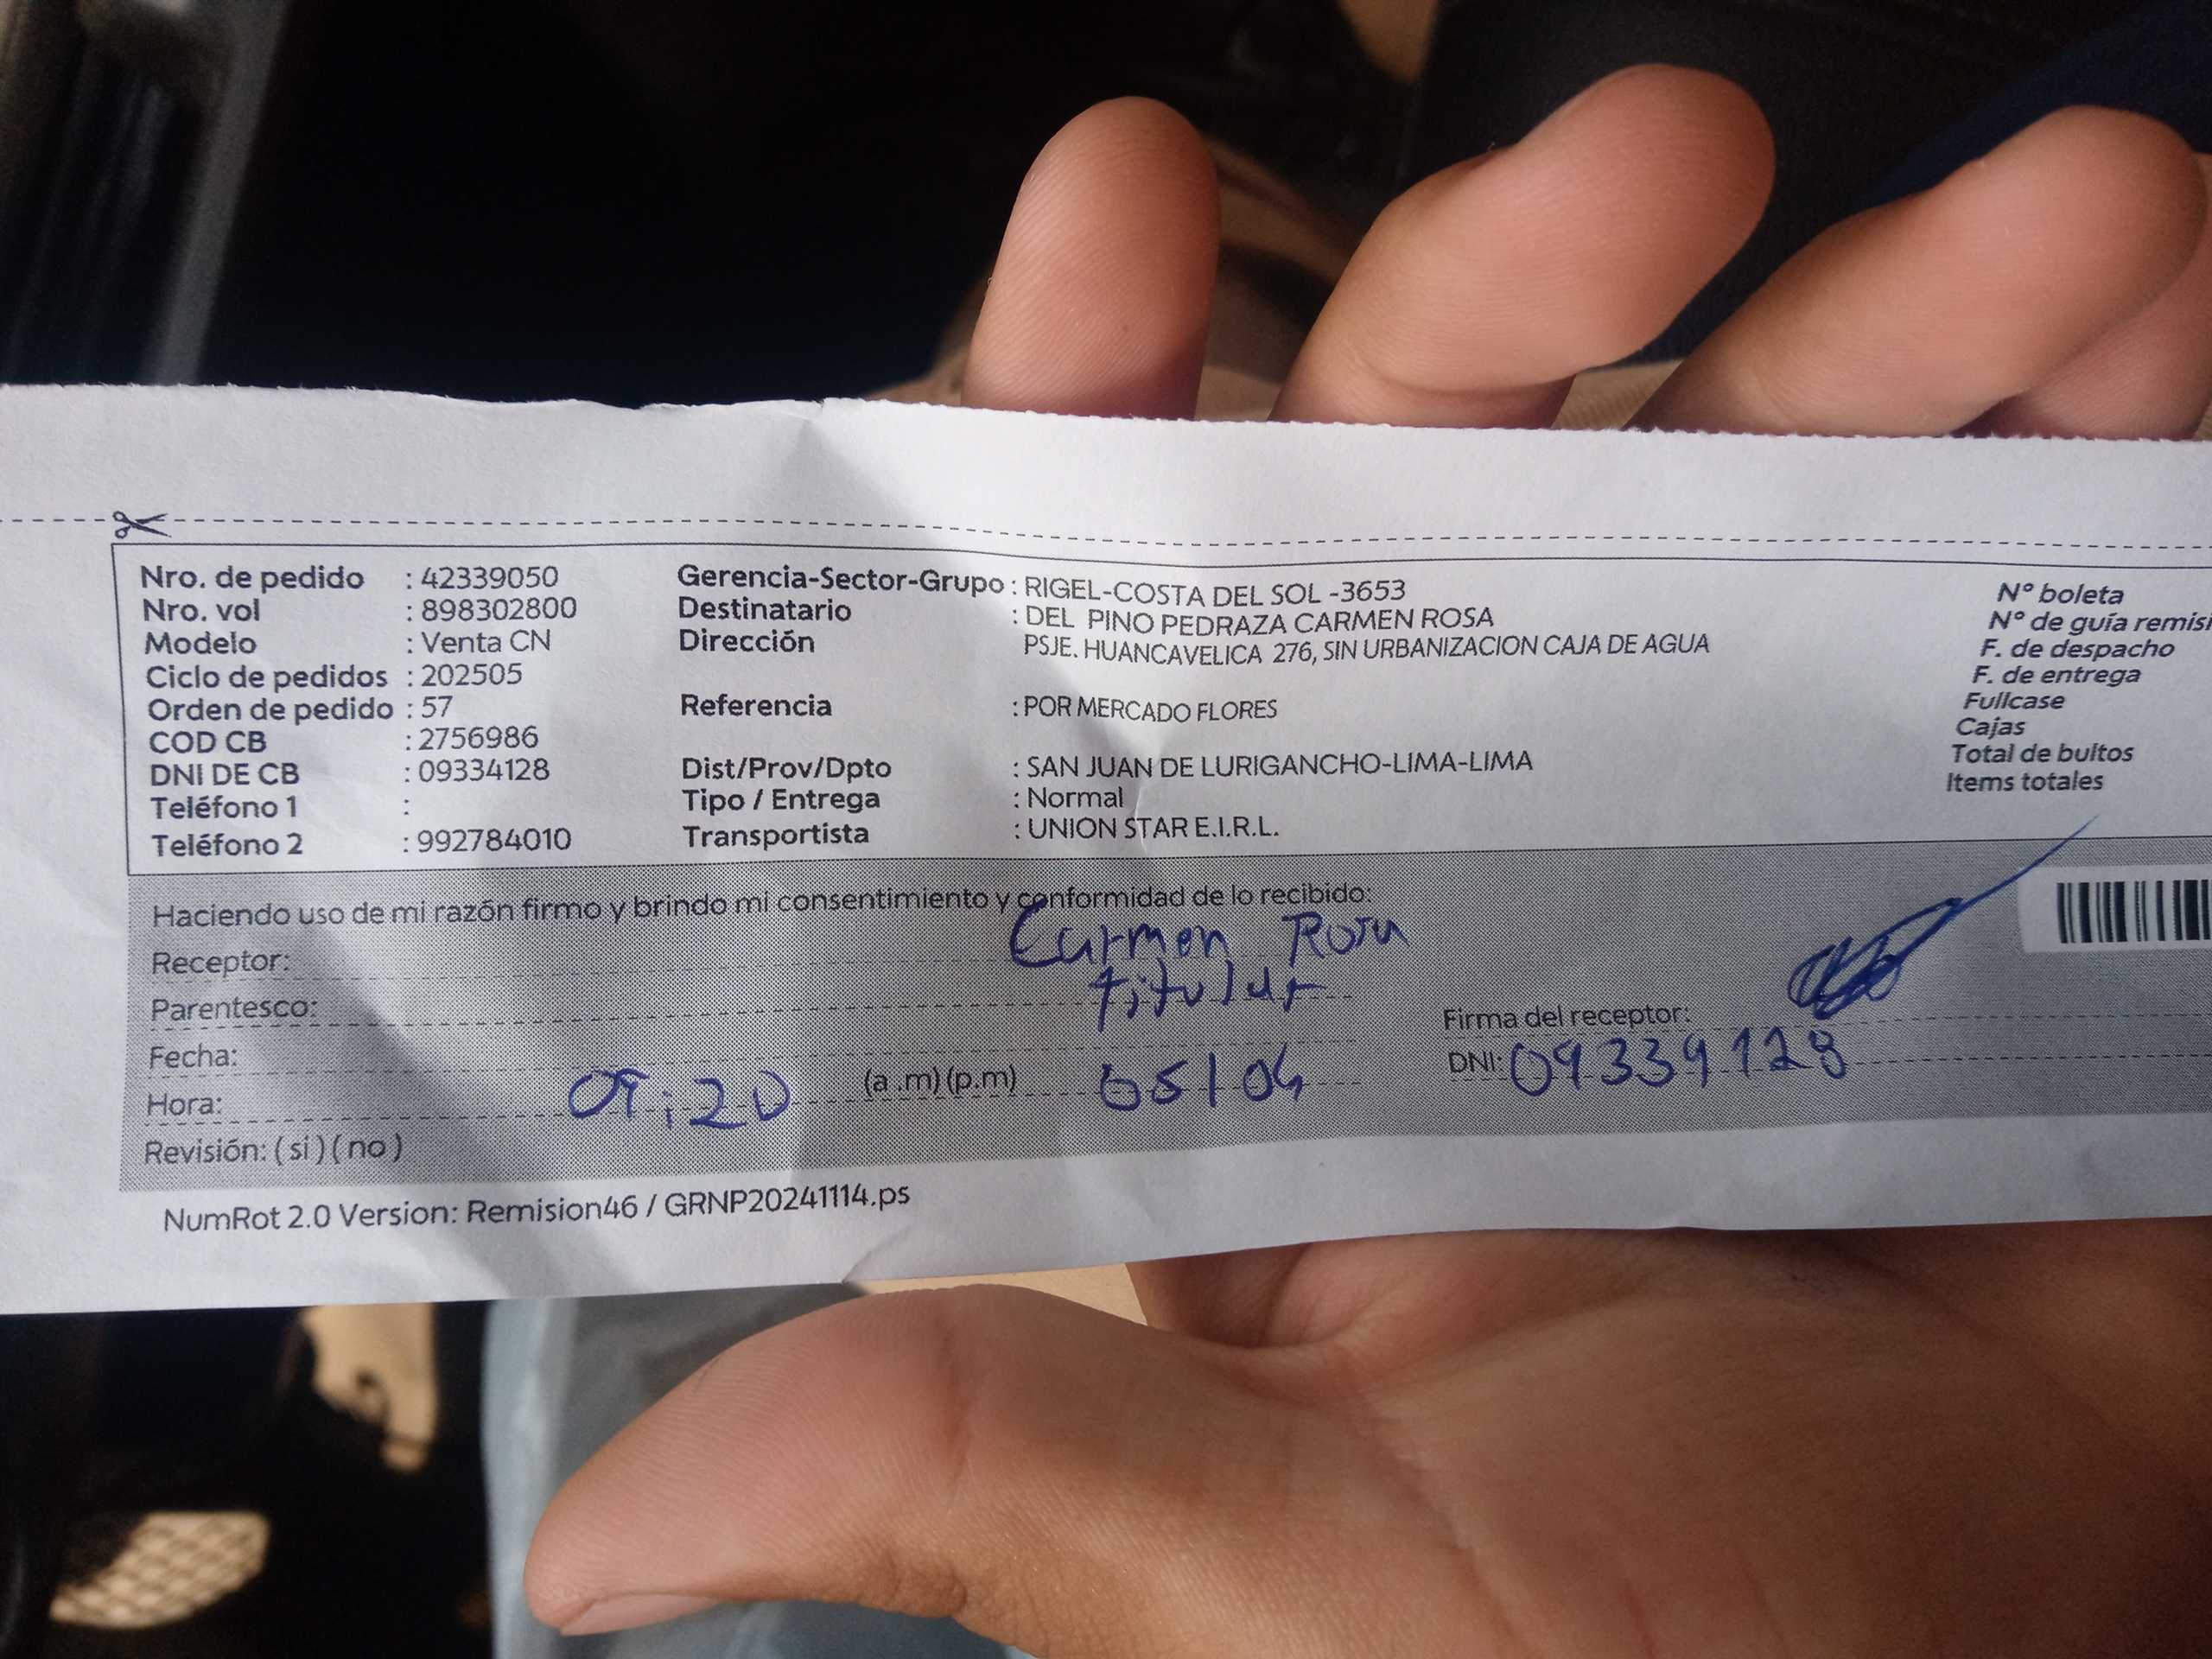 Nro. de pedido : 42339050
Nro. vol : 898302800
Modelo : Venta CN
Ciclo de pedidos : 202505
Orden de pedido : 57
COD CB : 2756986
DNI DE CB : 09334128
Teléfono 1 :
Teléfono 2 : 992784010
Gerencia-Sector-Grupo : RIGEL-COSTA DEL SOL -3653
Destinatario : DEL PINO PEDRAZA CARMEN ROSA
Dirección PSJE. HUANCAVELICA 276, SIN URBANIZACION CAJA DE AGUA
Referencia : POR MERCADO FLORES
Dist/Prov/Dpto : SAN JUAN DE LURIGANCHO-LIMA-LIMA
Tipo / Entrega : Normal
Transportista : UNION STAR E.I.R.L.
N° boleta
N° de guía remisi
F. de despacho
F. de entrega
Fullcase
Cajas
Total de bultos
Items totales
Haciendo uso de mi razón firmo y brindo mi consentimiento y conformidad de lo recibido:
Receptor: Carmen Rosa
Parentesco: titular
Fecha: 05/04
Hora: 09:20 (a .m) (p.m)
Revisión: ( si ) ( no )
Firma del receptor:
DNI: 09339128
NumRot 2.0 Version: Remision46 / GRNP20241114.ps